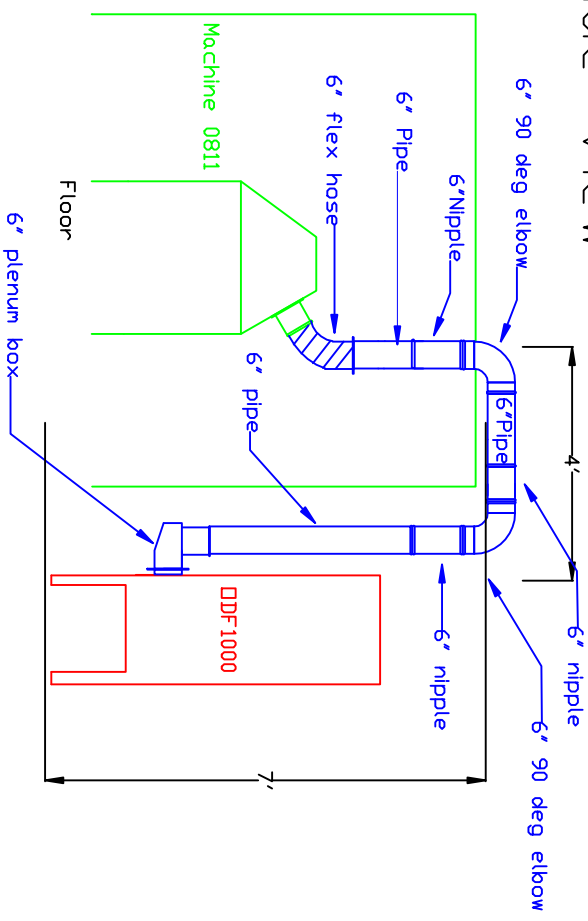 6" 90 deg elbow
6"Nipple
6" Pipe
6" flex hose
Machine 0811
Floor
6" plenum box
6" pipe
6"Pipe
4'
6" nipple
6" 90 deg elbow
6" nipple
ODF1000
7'